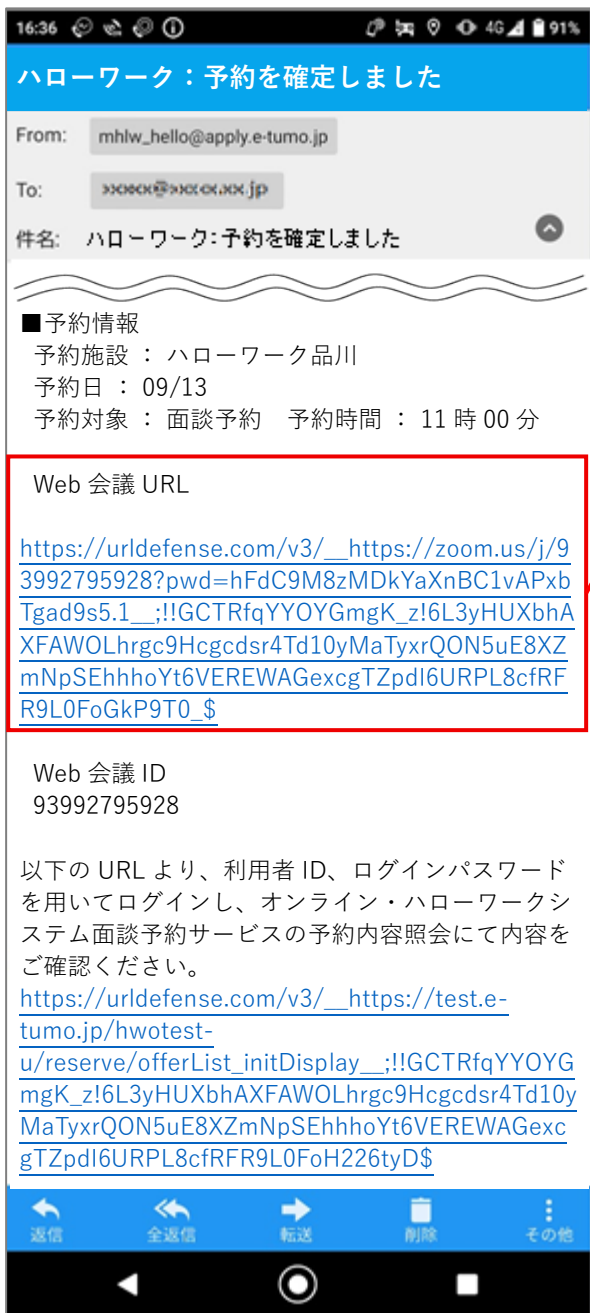 16:36 4G 91%
ハローワーク：予約を確定しました
From: mhlw_hello@apply.e-tumo.jp
To:
件名: ハローワーク：予約を確定しました
■予約情報
予約施設 ： ハローワーク品川
予約日 ： 09/13
予約対象 ： 面談予約　予約時間 ： 11 時 00 分
Web 会議 URL
https://urldefense.com/v3/__https://zoom.us/j/9
3992795928?pwd=hFdC9M8zMDkYaXnBC1vAPxb
Tgad9s5.1__;!!GCTRfqYYOYGmgK_z!6L3yHUXbhA
XFAWOLhrgc9Hcgcdsr4Td10yMaTyxrQON5uE8XZ
mNpSEhhhoYt6VEREWAGexcgTZpdI6URPL8cfRF
R9L0FoGkP9T0_$
Web 会議 ID
93992795928
以下の URL より、利用者 ID、ログインパスワード
を用いてログインし、オンライン・ハローワークシ
ステム面談予約サービスの予約内容照会にて内容を
ご確認ください。
https://urldefense.com/v3/__https://test.e-
tumo.jp/hwotest-
u/reserve/offerList_initDisplay__;!!GCTRfqYYOYG
mgK_z!6L3yHUXbhAXFAWOLhrgc9Hcgcdsr4Td10y
MaTyxrQON5uE8XZmNpSEhhhoYt6VEREWAGexc
gTZpdI6URPL8cfRFR9L0FoH226tyD$
返信 全返信 転送 削除 その他